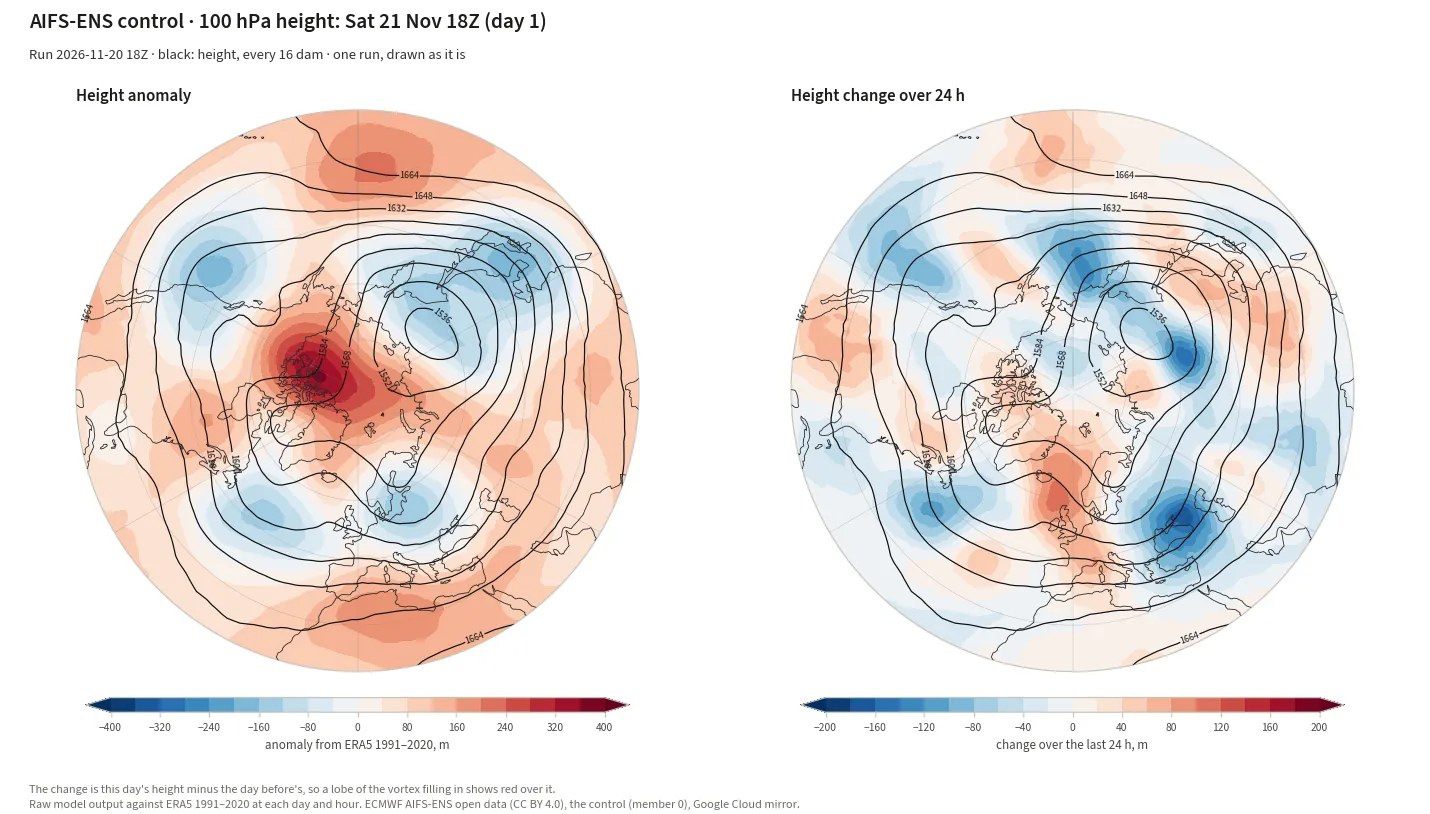 AIFS-ENS control · 100 hPa height: Sat 21 Nov 18Z (day 1)
Run 2026-11-20 18Z · black: height, every 16 dam · one run, drawn as it is
Height anomaly
Height change over 24 h
1664
1648
1632
1664
1536
1584
1568
1552
1664
1664
1648
1632
1664
1536
1584
1568
1552
1664
−400 −320 −240 −160 −80 0 80 160 240 320 400
anomaly from ERA5 1991–2020, m
−200 −160 −120 −80 −40 0 40 80 120 160 200
change over the last 24 h, m
The change is this day's height minus the day before's, so a lobe of the vortex filling in shows red over it.
Raw model output against ERA5 1991–2020 at each day and hour. ECMWF AIFS-ENS open data (CC BY 4.0), the control (member 0), Google Cloud mirror.